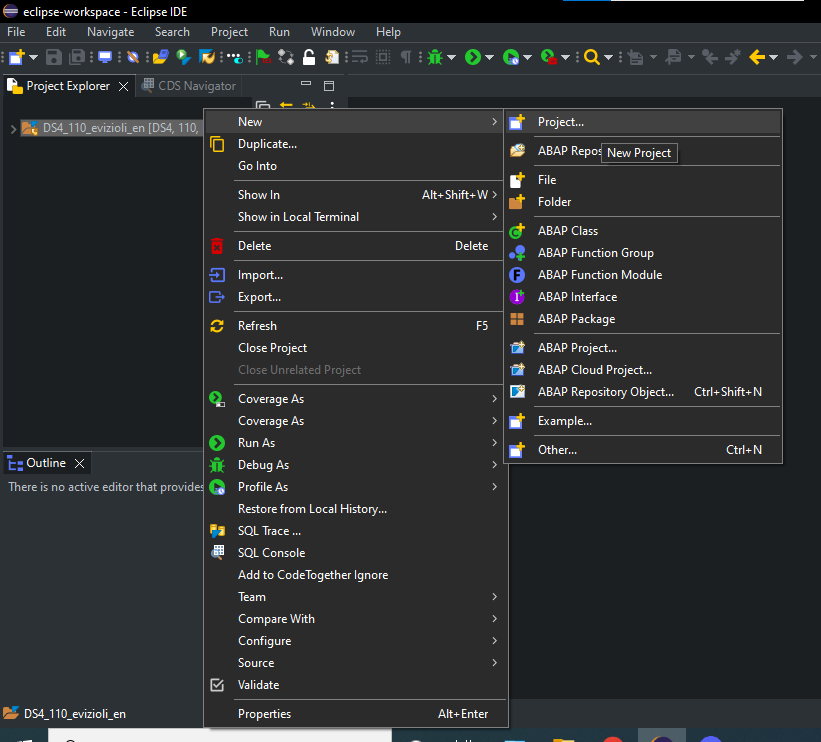 eclipse-workspace - Eclipse IDE
File Edit Navigate Search Project Run Window Help
Project Explorer CDS Navigator
DS4_110_evizioli_en [DS4, 110,
New
Duplicate...
Go Into
Show In Alt+Shift+W
Show in Local Terminal
Delete Delete
Import...
Export...
Refresh F5
Close Project
Close Unrelated Project
Coverage As
Coverage As
Run As
Debug As
Profile As
Restore from Local History...
SQL Trace ...
SQL Console
Add to CodeTogether Ignore
Team
Compare With
Configure
Source
Validate
Properties Alt+Enter
Project...
ABAP Repos
New Project
File
Folder
ABAP Class
ABAP Function Group
ABAP Function Module
ABAP Interface
ABAP Package
ABAP Project...
ABAP Cloud Project...
ABAP Repository Object... Ctrl+Shift+N
Example...
Other... Ctrl+N
Outline
There is no active editor that provides
DS4_110_evizioli_en